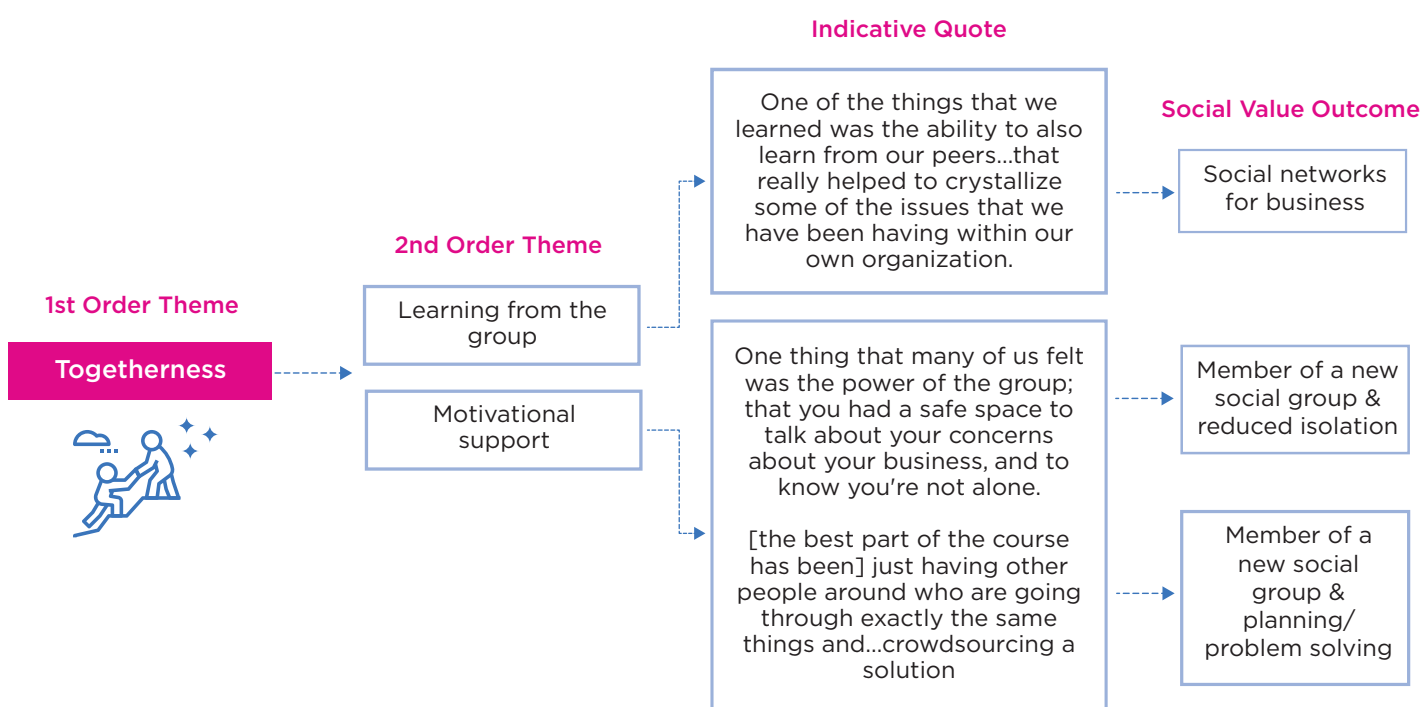 1st Order Theme
Togetherness
2nd Order Theme
Learning from the
group
Motivational
support
Indicative Quote
One of the things that we
learned was the ability to also
learn from our peers...that
really helped to crystallize
some of the issues that we
have been having within our
own organization.
One thing that many of us felt
was the power of the group;
that you had a safe space to
talk about your concerns
about your business, and to
know you're not alone.
[the best part of the course
has been] just having other
people around who are going
through exactly the same
things and...crowdsourcing a
solution
Social Value Outcome
Social networks
for business
Member of a new
social group &
reduced isolation
Member of a
new social
group &
planning/
problem solving